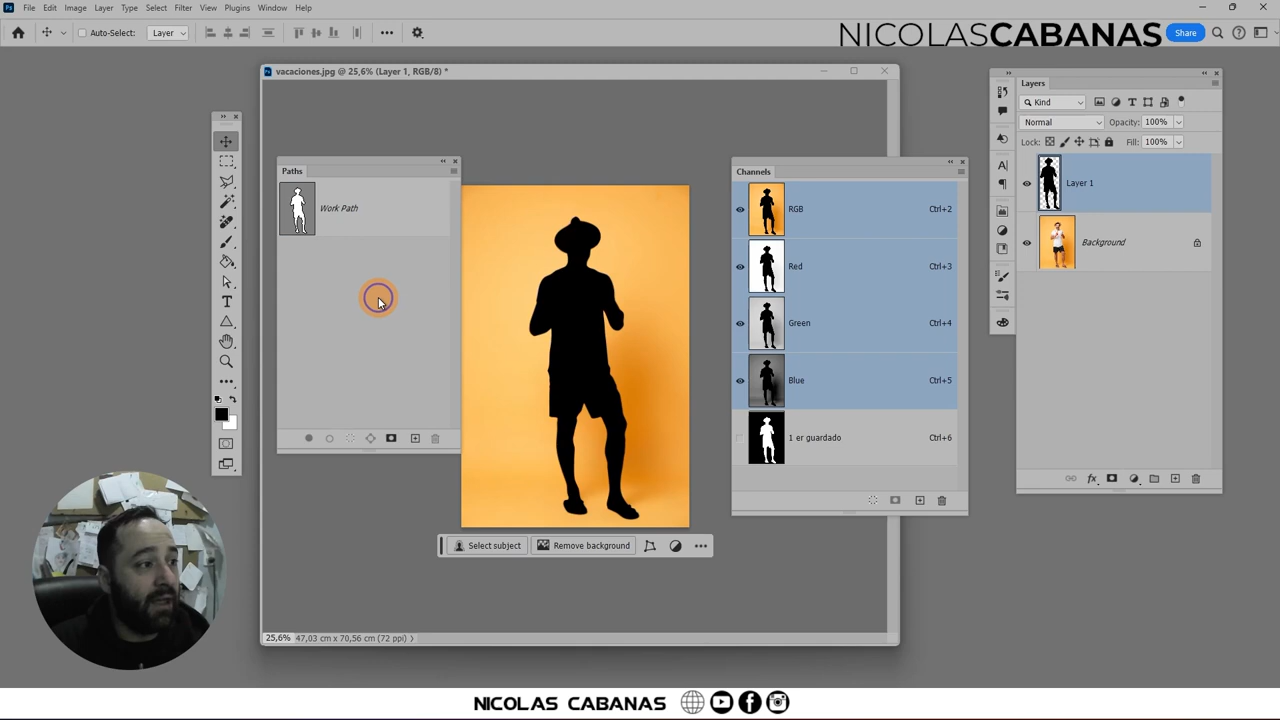 File Edit Image Layer Type Select Filter View Plugins Window Help
Auto-Select: Layer
NICOLASCABANAS
Share
vacaciones.jpg @ 25,6% (Layer 1, RGB/8) *
Paths
Work Path
Channels
RGB Ctrl+2
Red Ctrl+3
Green Ctrl+4
Blue Ctrl+5
1 er guardado Ctrl+6
Layers
Kind
Normal Opacity: 100%
Lock: Fill: 100%
Layer 1
Background
Select subject Remove background
25,6% 47,03 cm x 70,56 cm (72 ppi)
NICOLAS CABANAS